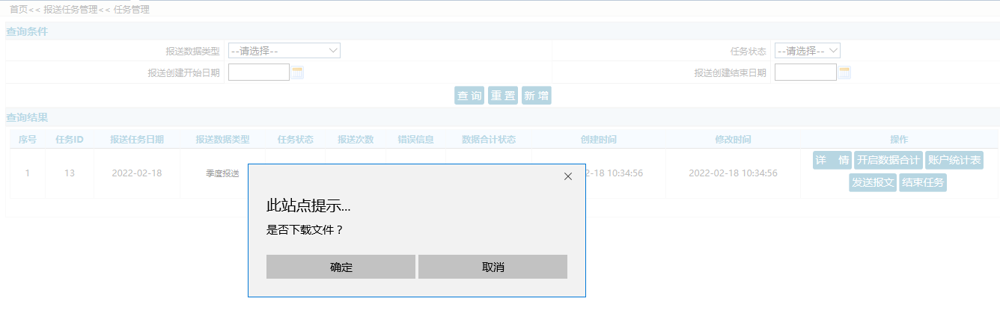 首页<< 报送任务管理<< 任务管理
查询条件
报送数据类型 --请选择-- 任务状态 --请选择--
报送创建开始日期 报送创建结束日期
查 询 重 置 新 增
查询结果
序号 任务ID 报送任务日期 报送数据类型 任务状态 报送次数 错误信息 数据合计状态 创建时间 修改时间 操作
1 13 2022-02-18 季度报送 2-18 10:34:56 2022-02-18 10:34:56 详 情 开启数据合计 账户统计表
发送报文 结束任务
此站点提示...
是否下载文件？
确定 取消